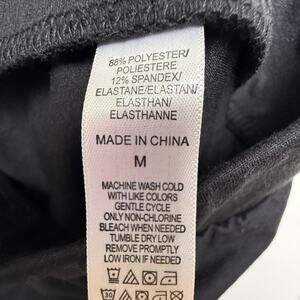 88% POLYESTER/
POLIESTERE
12% SPANDEX/
ELASTANE/ELASTAN/
ELASTHAN/
ELASTHANNE
MADE IN CHINA
M
MACHINE WASH COLD
WITH LIKE COLORS
GENTLE CYCLE
ONLY NON-CHLORINE
BLEACH WHEN NEEDED
TUMBLE DRY LOW
REMOVE PROMPTLY
LOW IRON IF NEEDED
30